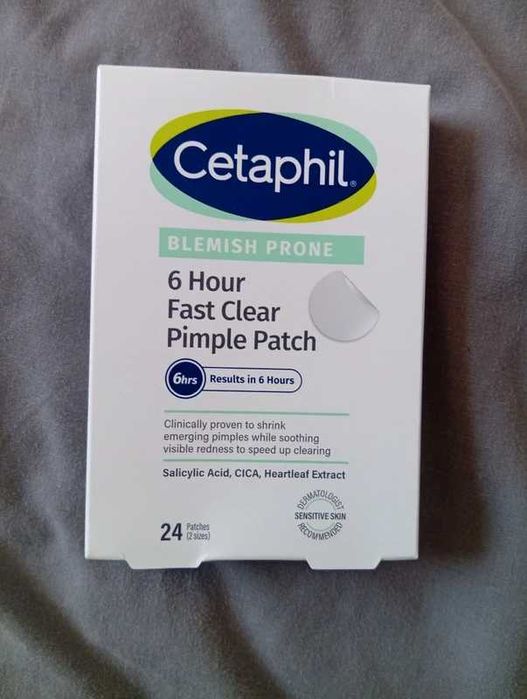 Cetaphil®
BLEMISH PRONE
6 Hour
Fast Clear
Pimple Patch
6hrs Results in 6 Hours
Clinically proven to shrink
emerging pimples while soothing
visible redness to speed up clearing
Salicylic Acid, CICA, Heartleaf Extract
24 Patches
(2 sizes)
DERMATOLOGIST
SENSITIVE SKIN
RECOMMENDED